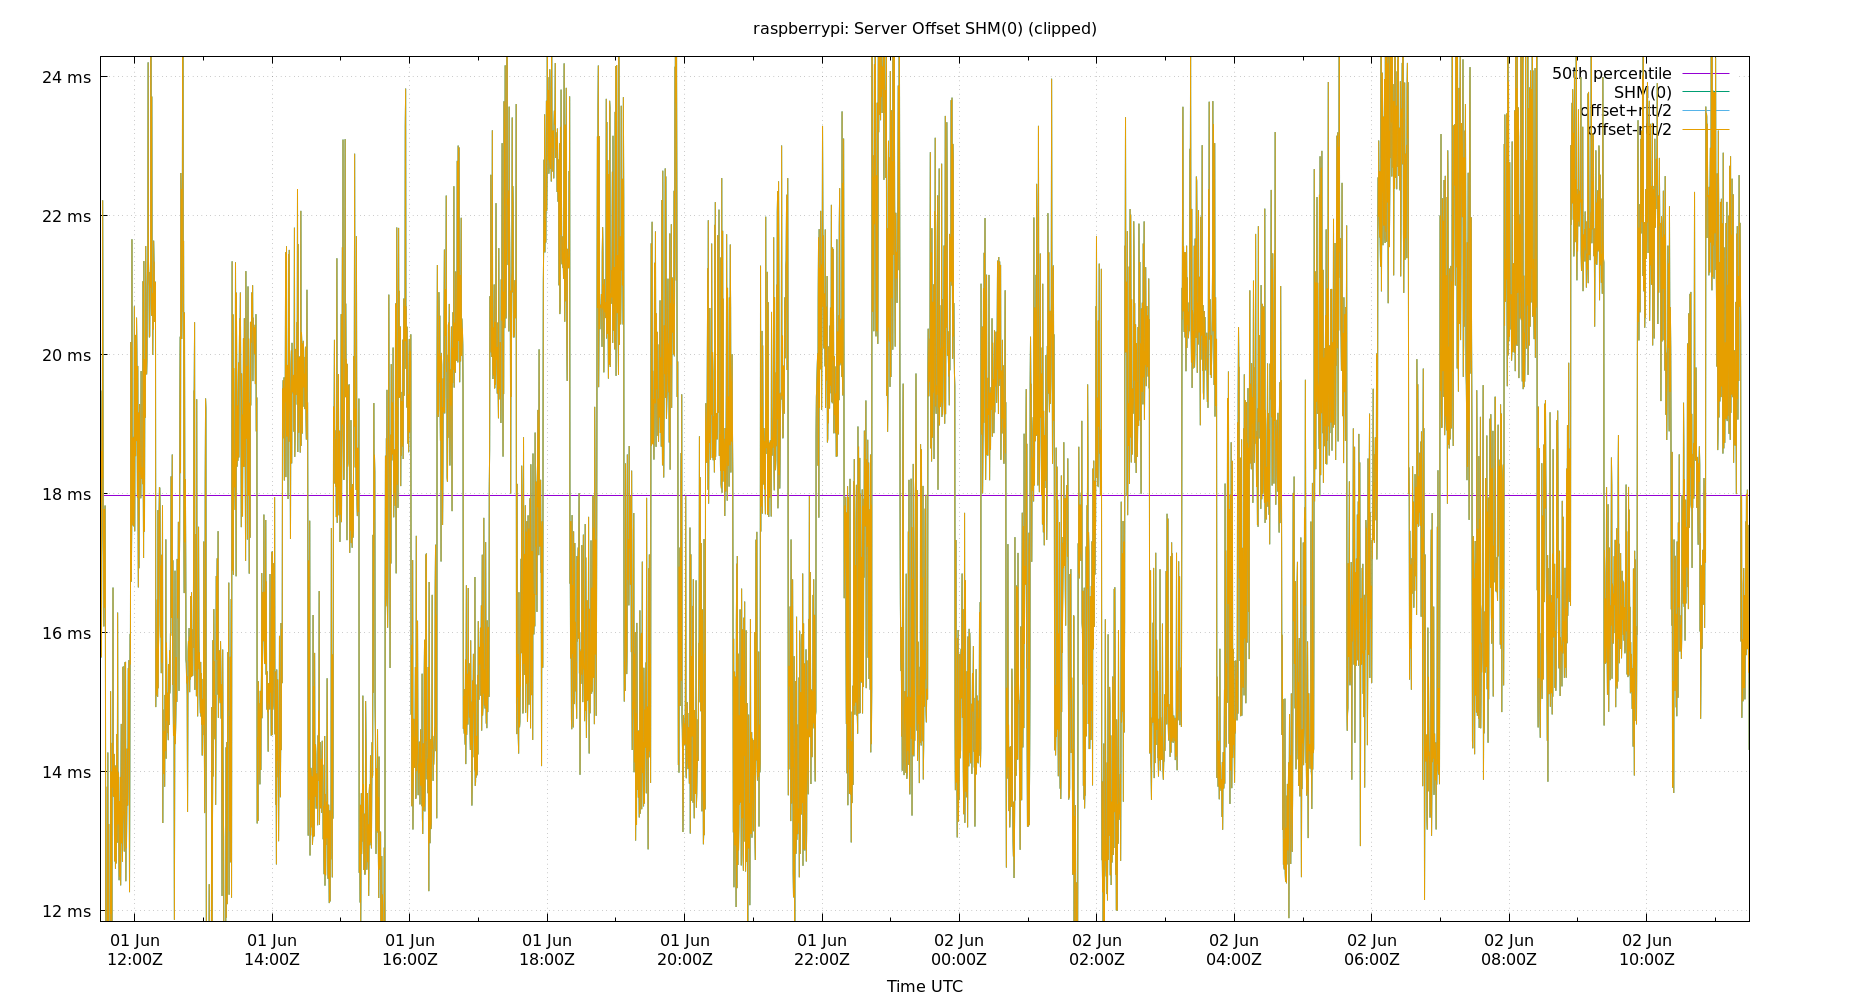 raspberrypi: Server Offset SHM(0) (clipped)
24 ms
22 ms
20 ms
18 ms
16 ms
14 ms
12 ms
50th percentile
SHM(0)
offset+rtt/2
offset-rtt/2
01 Jun 01 Jun 01 Jun 01 Jun 01 Jun 01 Jun 02 Jun 02 Jun 02 Jun 02 Jun 02 Jun 02 Jun
12:00Z 14:00Z 16:00Z 18:00Z 20:00Z 22:00Z 00:00Z 02:00Z 04:00Z 06:00Z 08:00Z 10:00Z
Time UTC